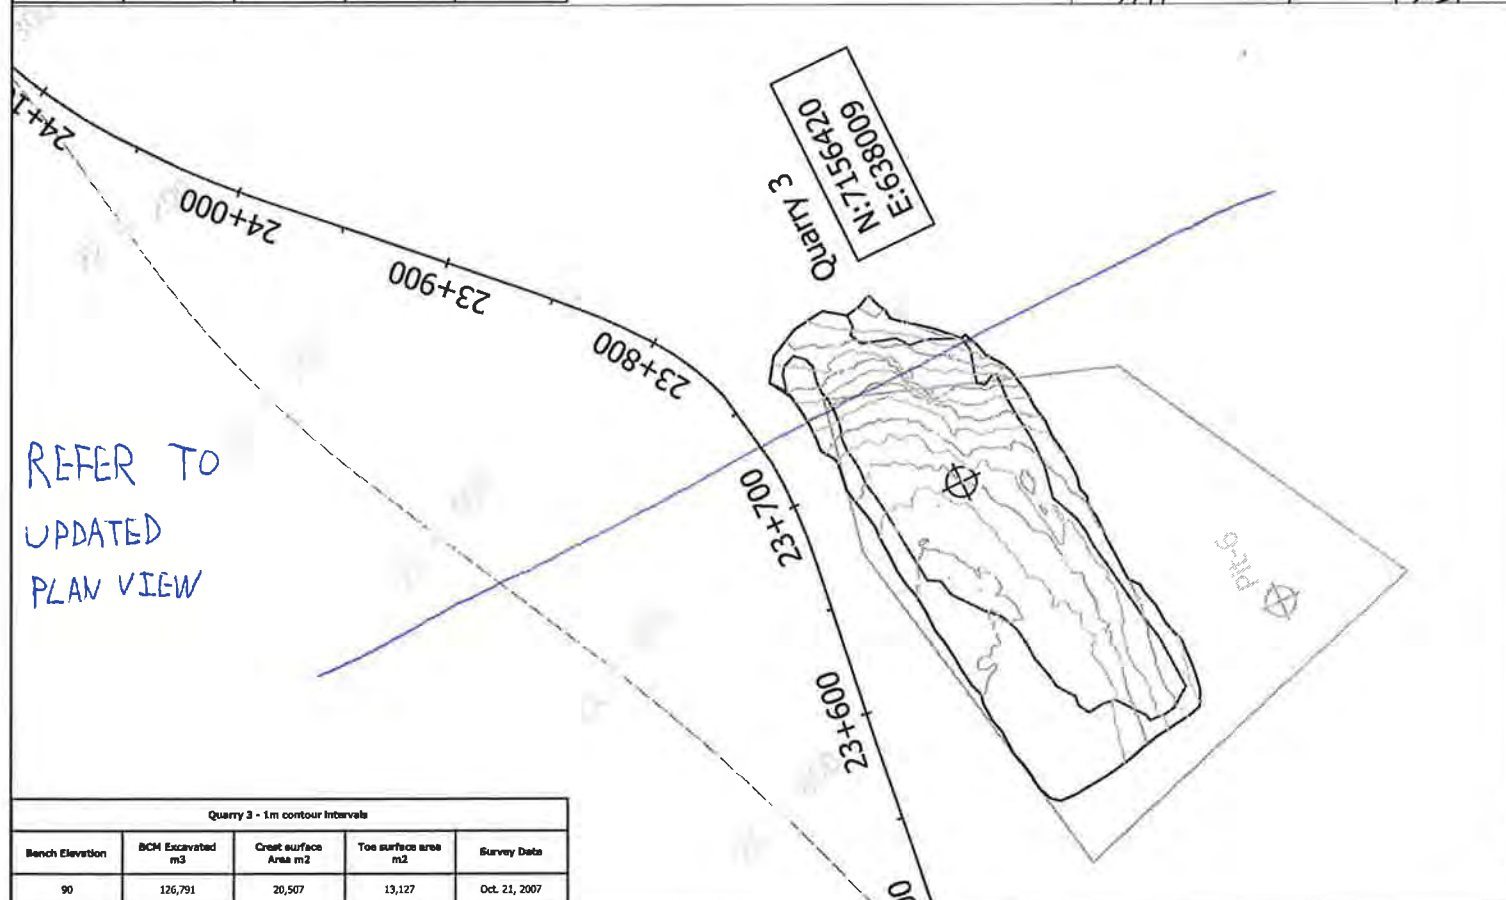 N:7156420
E:638009
Quarry 3
24+000
23+900
23+800
23+700
23+600
pit-6
REFER TO
UPDATED
PLAN VIEW
Quarry 3 - 1m contour intervals
Bench Elevation BCM Excavated m3 Crest surface Area m2 Toe surface area m2 Survey Date
90 126,791 20,507 13,127 Oct. 21, 2007